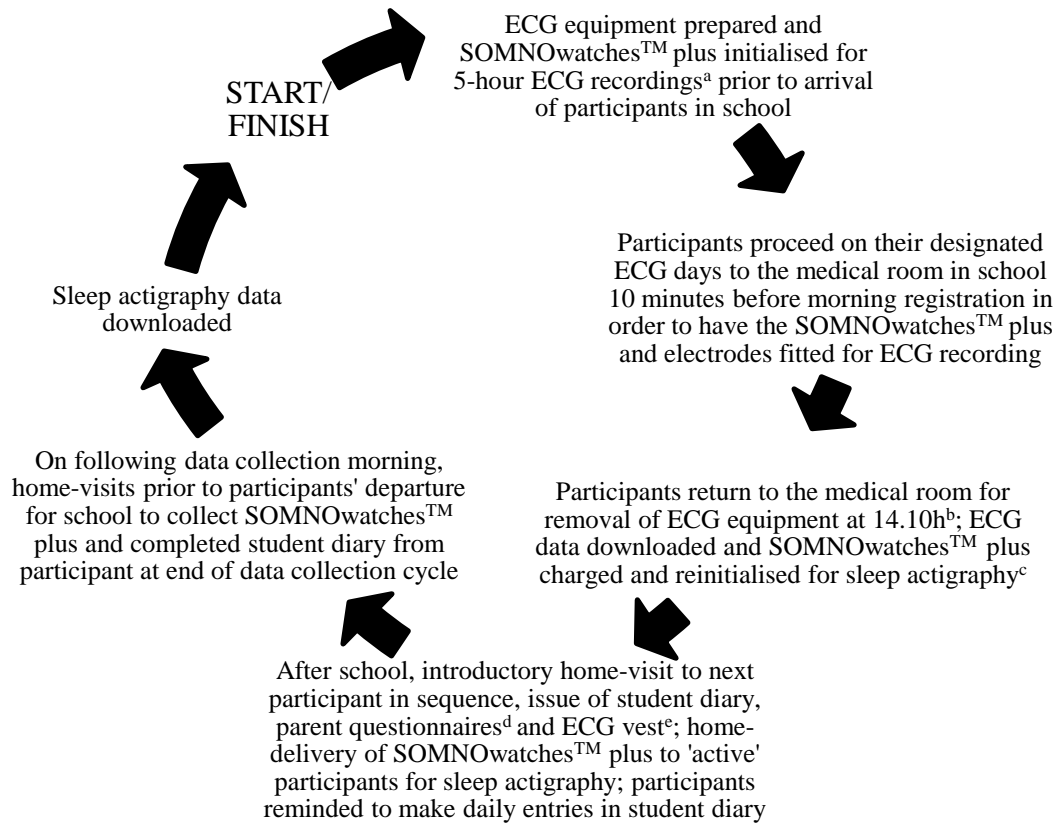 START/
FINISH
ECG equipment prepared and
SOMNOwatches™ plus initialised for
5-hour ECG recordingsᵃ prior to arrival
of participants in school
Participants proceed on their designated
ECG days to the medical room in school
10 minutes before morning registration in
order to have the SOMNOwatches™ plus
and electrodes fitted for ECG recording
Participants return to the medical room for
removal of ECG equipment at 14.10hᵇ; ECG
data downloaded and SOMNOwatches™ plus
charged and reinitialised for sleep actigraphyᶜ
After school, introductory home-visit to next
participant in sequence, issue of student diary,
parent questionnairesᵈ and ECG vestᵉ; home-
delivery of SOMNOwatches™ plus to 'active'
participants for sleep actigraphy; participants
reminded to make daily entries in student diary
On following data collection morning,
home-visits prior to participants' departure
for school to collect SOMNOwatches™
plus and completed student diary from
participant at end of data collection cycle
Sleep actigraphy data
downloaded